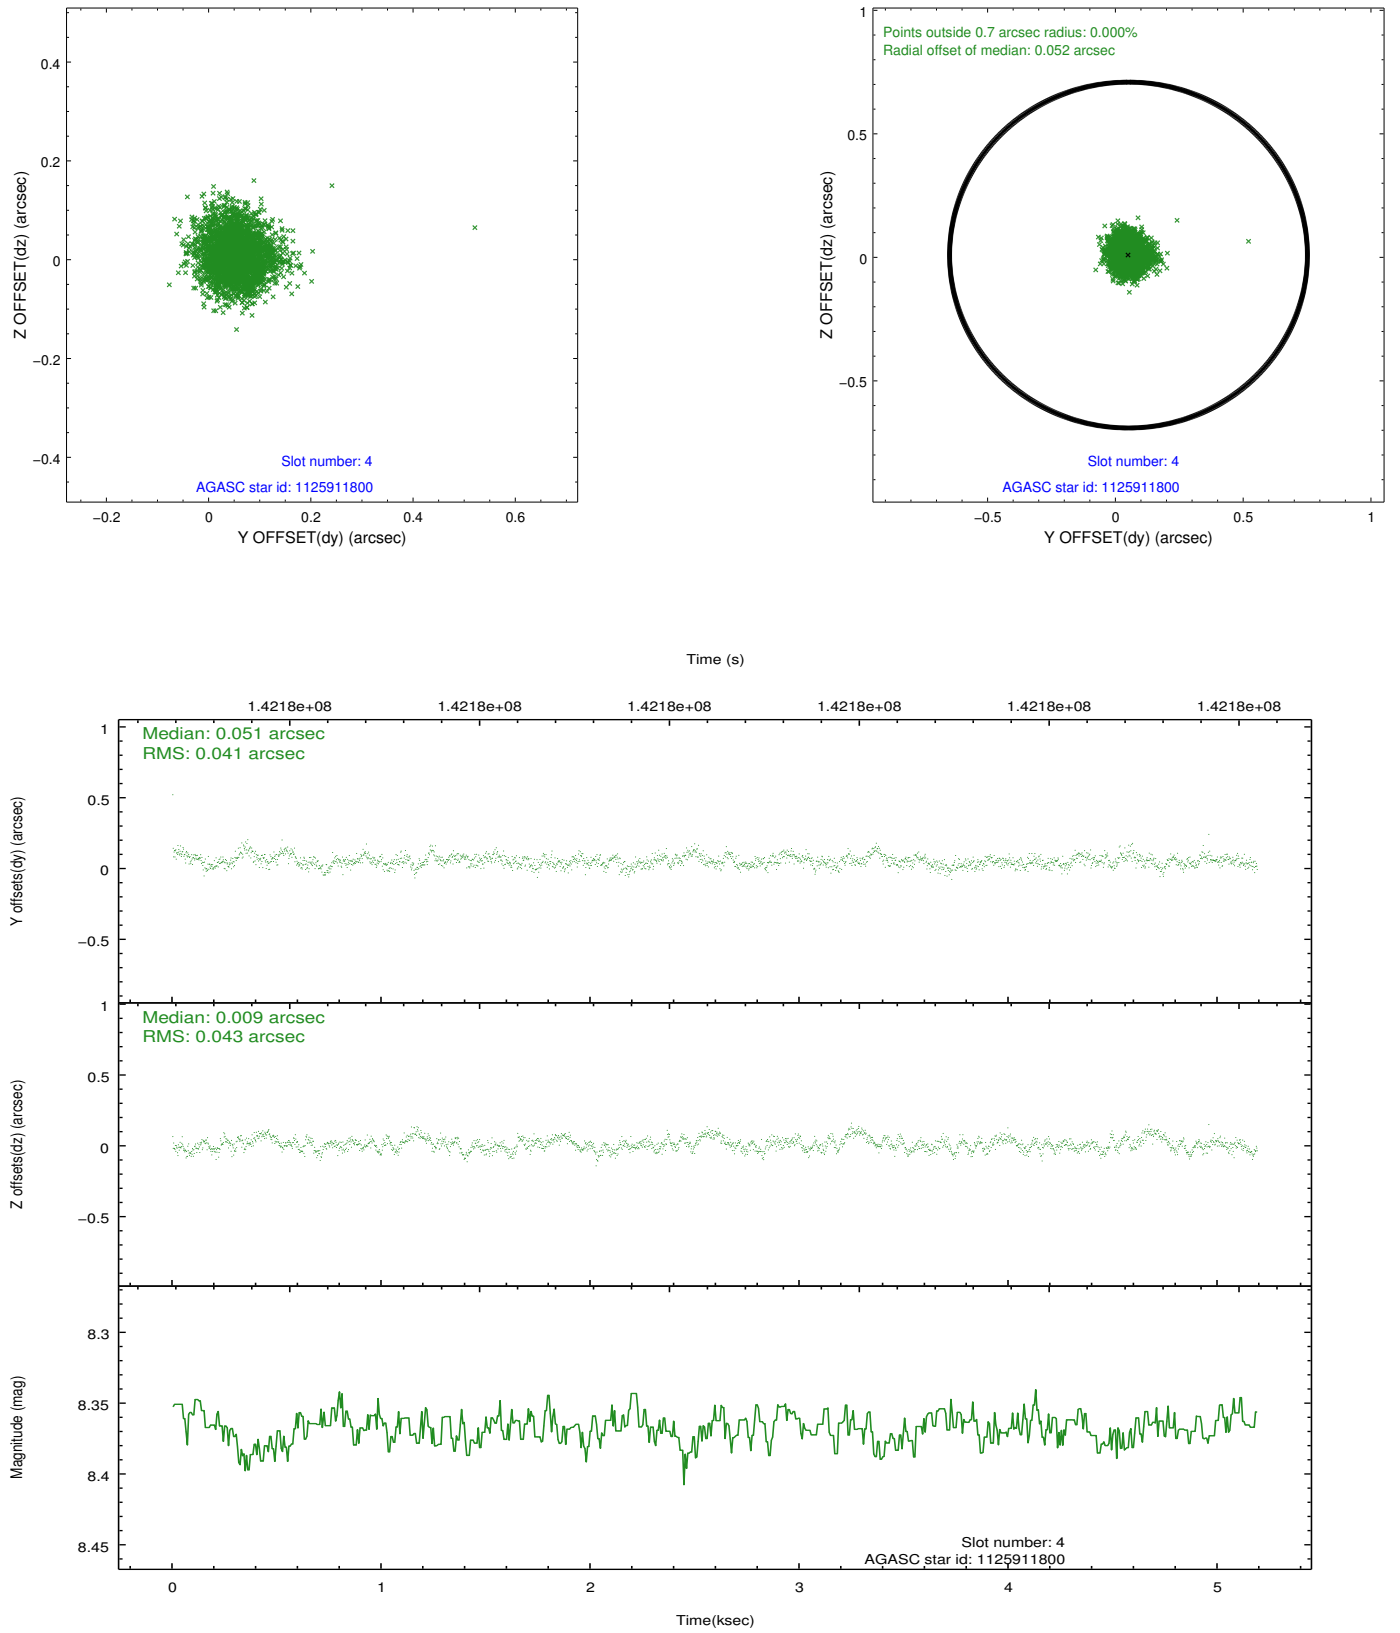 0.4
0.2
0
−0.2
−0.4
Z OFFSET(dz) (arcsec)
Slot number: 4
AGASC star id: 1125911800
−0.2 0 0.2 0.4 0.6
Y OFFSET(dy) (arcsec)
1
0.5
0
−0.5
Z OFFSET(dz) (arcsec)
Points outside 0.7 arcsec radius: 0.000%
Radial offset of median: 0.052 arcsec
Slot number: 4
AGASC star id: 1125911800
−0.5 0 0.5 1
Y OFFSET(dy) (arcsec)
Time (s)
1.4218e+08 1.4218e+08 1.4218e+08 1.4218e+08 1.4218e+08 1.4218e+08
1
0.5
0
−0.5
Y offsets(dy) (arcsec)
Median: 0.051 arcsec
RMS: 0.041 arcsec
1
0.5
0
−0.5
Z offsets(dz) (arcsec)
Median: 0.009 arcsec
RMS: 0.043 arcsec
8.3
8.35
8.4
8.45
Magnitude (mag)
Slot number: 4
AGASC star id: 1125911800
0 1 2 3 4 5
Time(ksec)